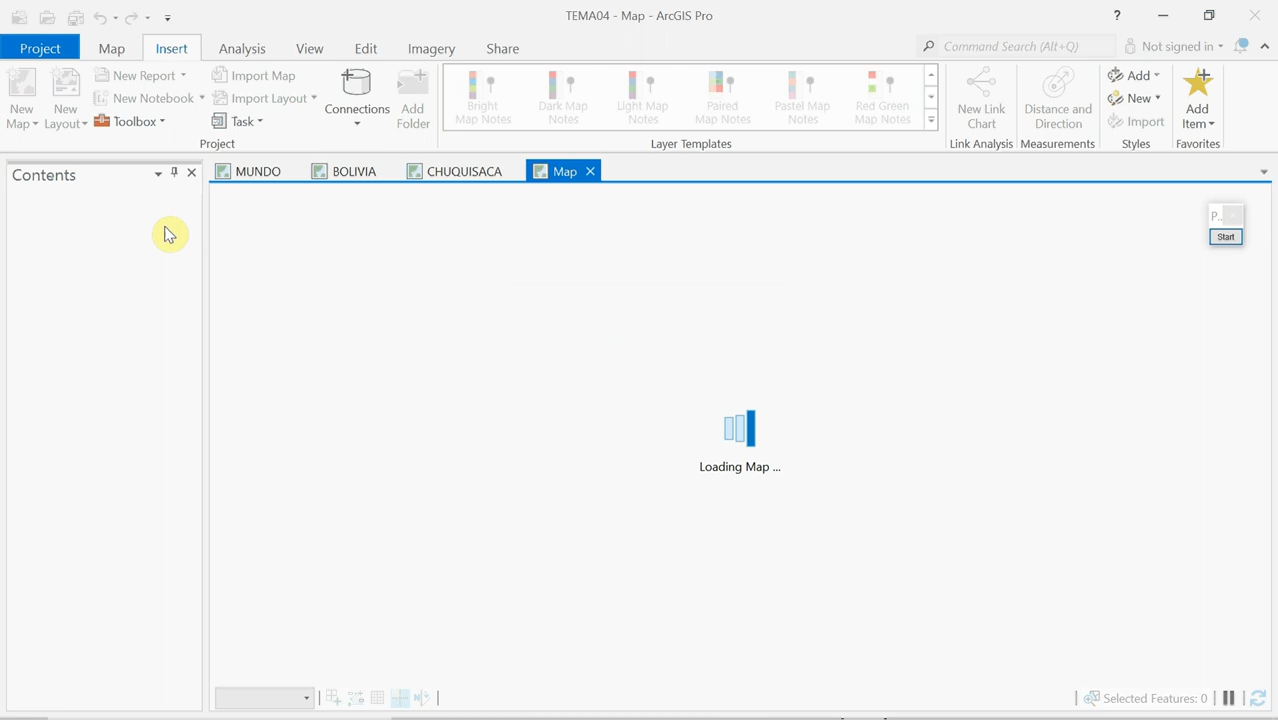 TEMA04 - Map - ArcGIS Pro
?
Project Map Insert Analysis View Edit Imagery Share
Command Search (Alt+Q)
Not signed in
New Map
New Layout
New Report
New Notebook
Toolbox
Import Map
Import Layout
Task
Connections
Add Folder
Project
Bright Map Notes
Dark Map Notes
Light Map Notes
Paired Map Notes
Pastel Map Notes
Red Green Map Notes
Layer Templates
New Link Chart
Link Analysis
Distance and Direction
Measurements
Add
New
Import
Styles
Add Item
Favorites
Contents
MUNDO BOLIVIA CHUQUISACA Map
P..
Start
Loading Map ...
Selected Features: 0